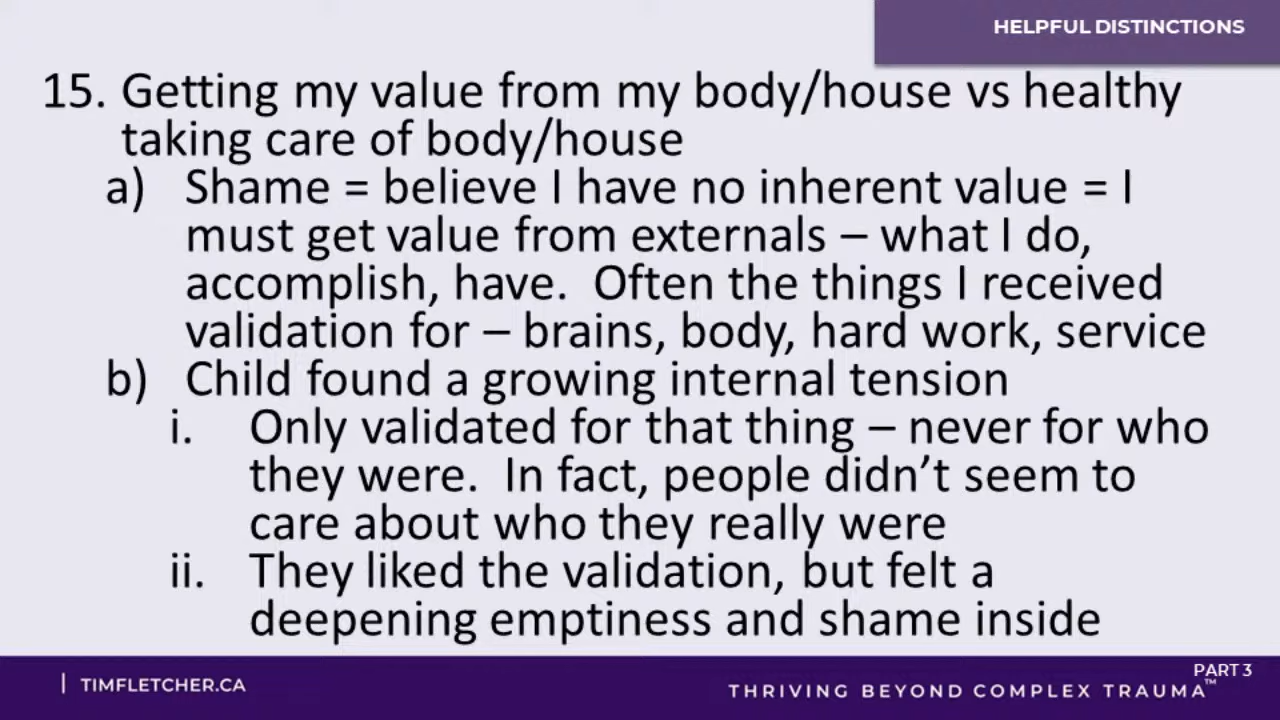 HELPFUL DISTINCTIONS
15. Getting my value from my body/house vs healthy
taking care of body/house
a) Shame = believe I have no inherent value = I
must get value from externals – what I do,
accomplish, have.  Often the things I received
validation for – brains, body, hard work, service
b) Child found a growing internal tension
i. Only validated for that thing – never for who
they were.  In fact, people didn’t seem to
care about who they really were
ii. They liked the validation, but felt a
deepening emptiness and shame inside
PART 3
| TIMFLETCHER.CA
THRIVING BEYOND COMPLEX TRAUMA™